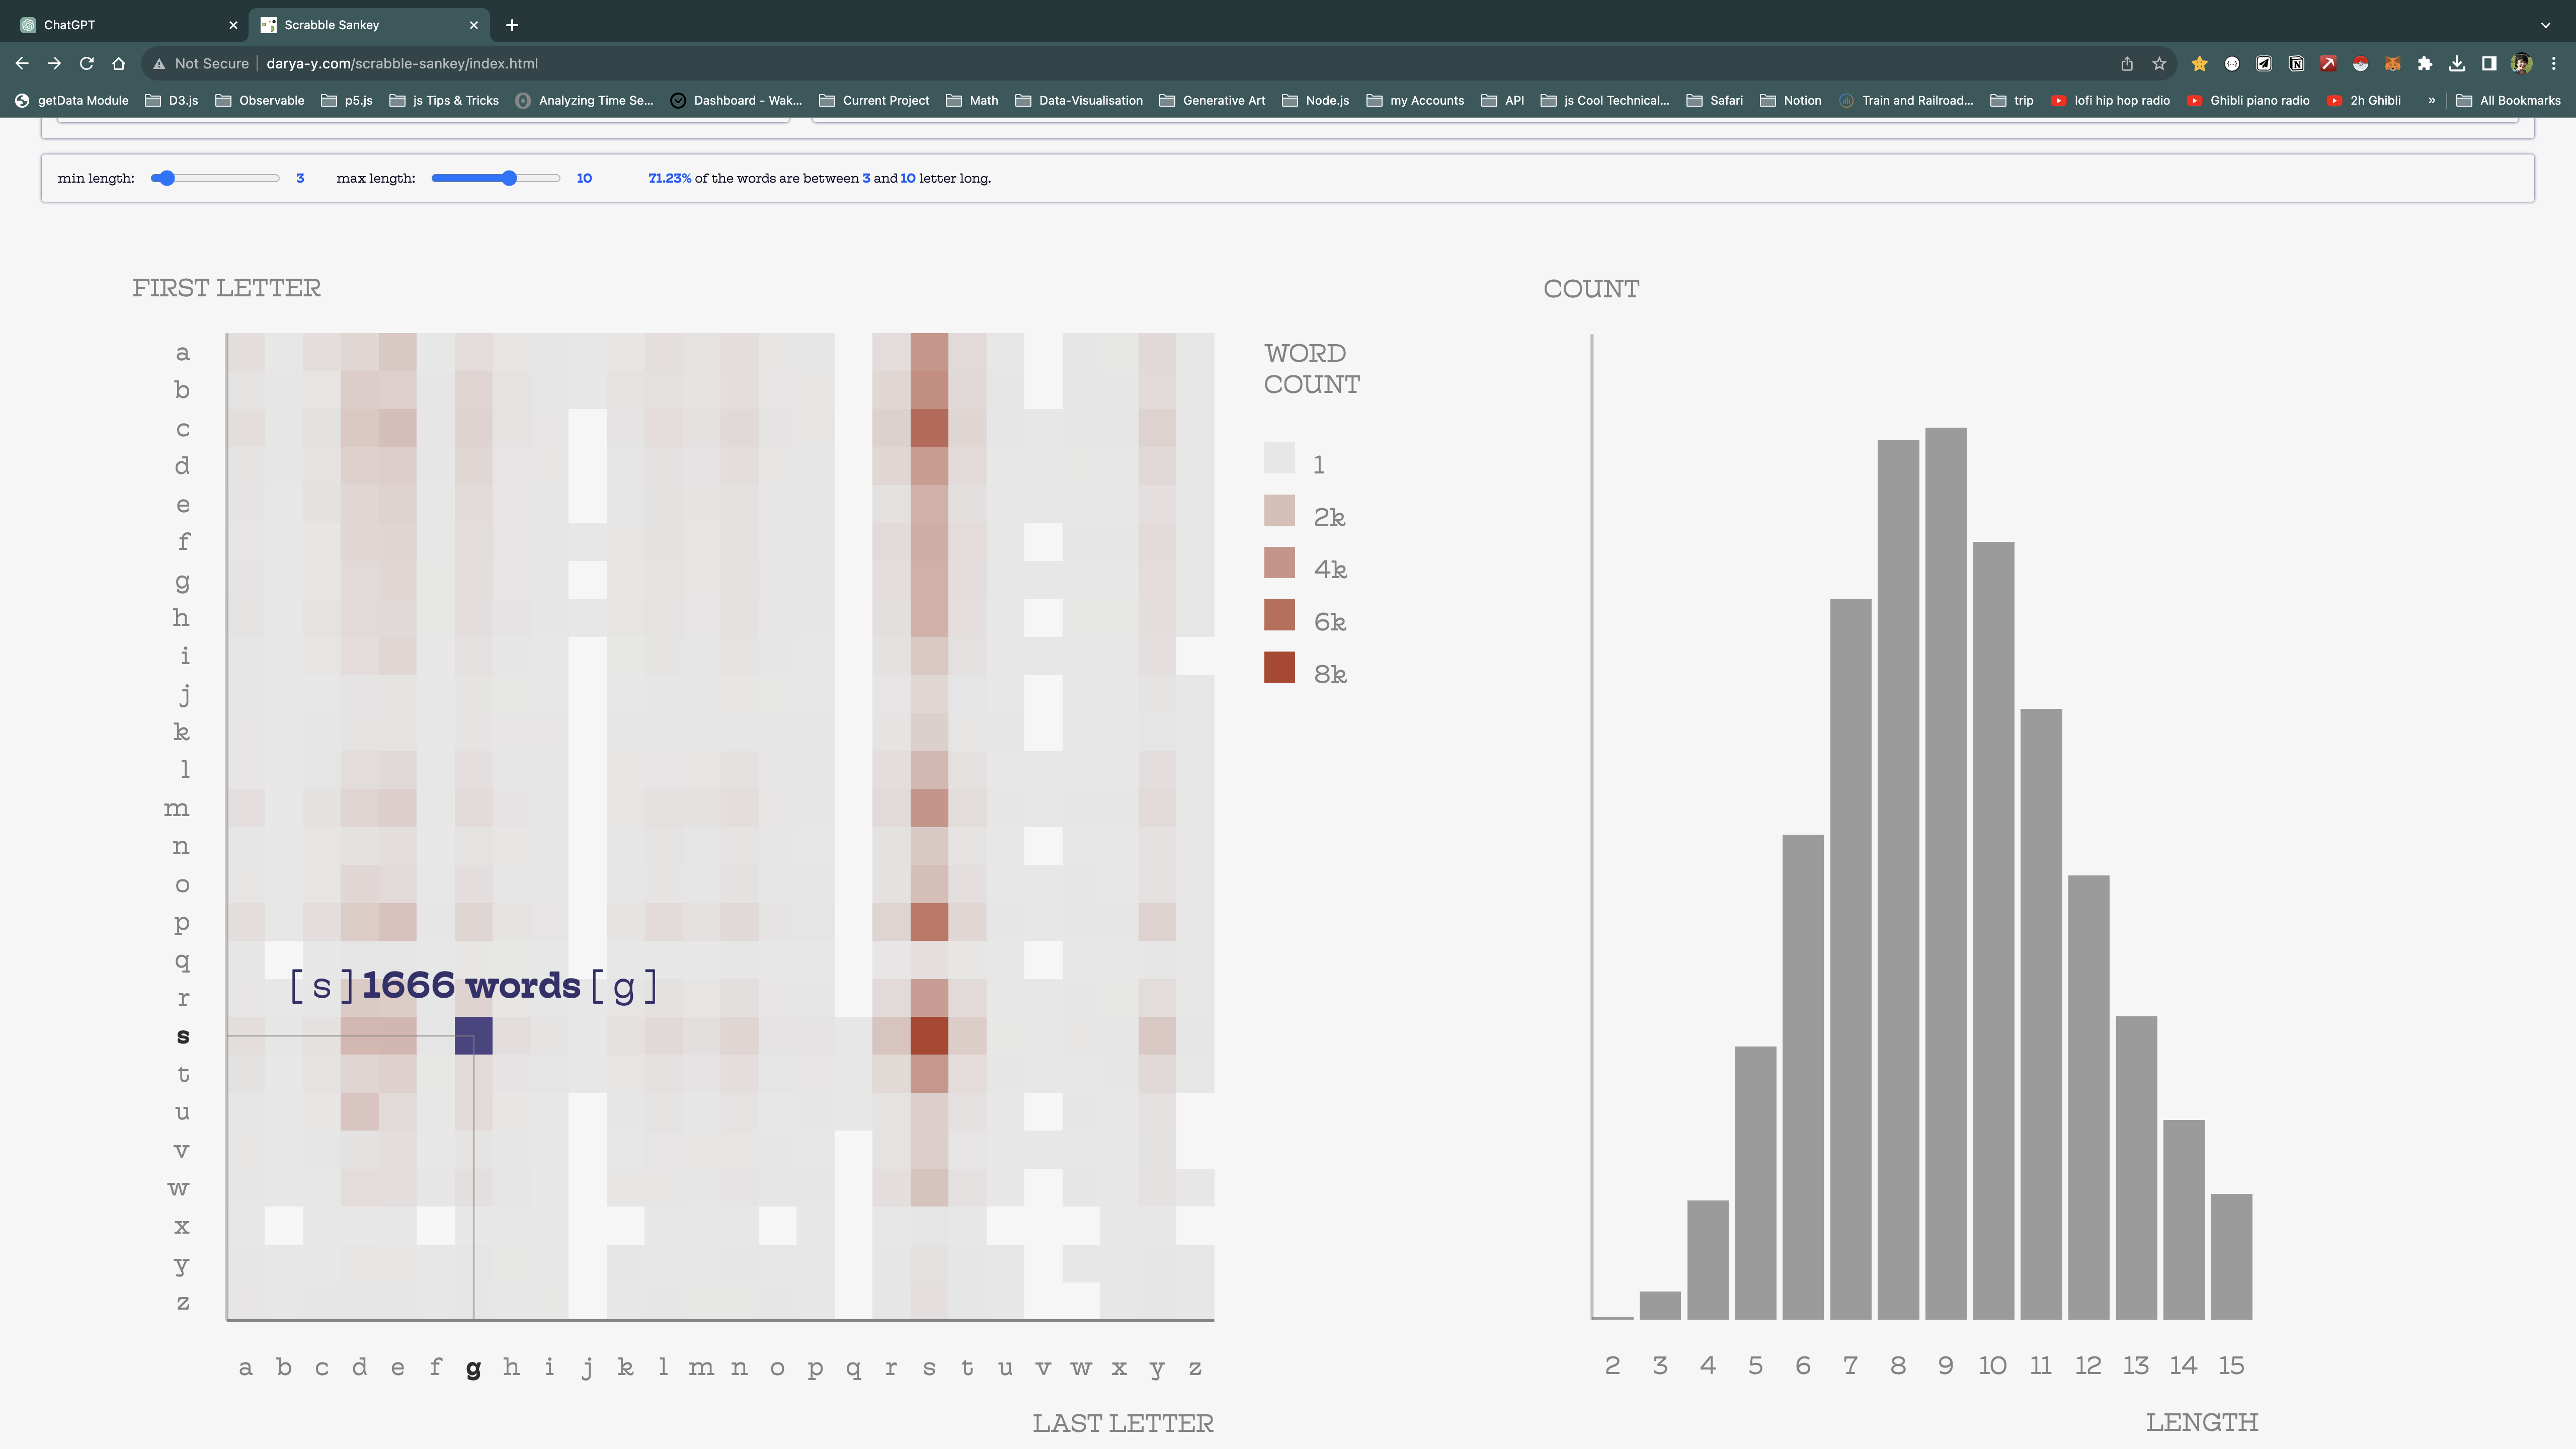 ChatGPT
Scrabble Sankey
Not Secure
darya-y.com/scrabble-sankey/index.html
getData Module D3.js Observable p5.js js Tips & Tricks Analyzing Time Se... Dashboard - Wak... Current Project Math Data-Visualisation Generative Art Node.js my Accounts API js Cool Technical... Safari Notion Train and Railroad... trip lofi hip hop radio Ghibli piano radio 2h Ghibli » All Bookmarks
min length: 3 max length: 10 71.23% of the words are between 3 and 10 letter long.
FIRST LETTER
a
b
c
d
e
f
g
h
i
j
k
l
m
n
o
p
q
r
s
t
u
v
w
x
y
z
[ s ] 1666 words [ g ]
a b c d e f g h i j k l m n o p q r s t u v w x y z
LAST LETTER
WORD
COUNT
1
2k
4k
6k
8k
COUNT
2 3 4 5 6 7 8 9 10 11 12 13 14 15
LENGTH